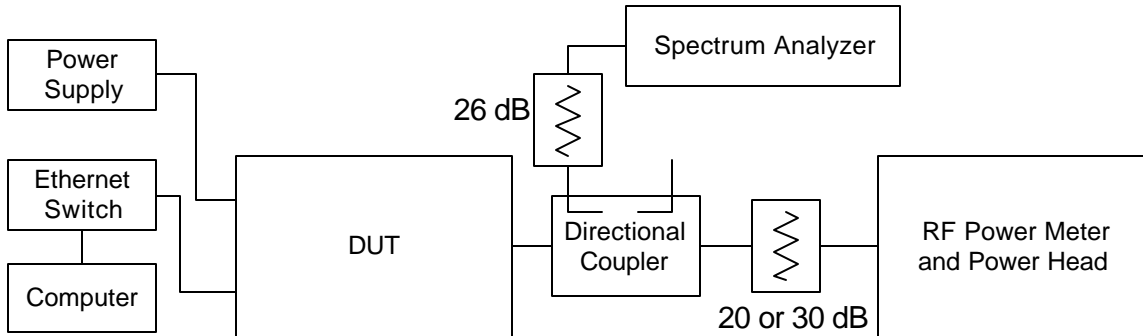 Power
Supply
Spectrum Analyzer
26 dB
Ethernet
Switch
DUT
Directional
Coupler
RF Power Meter
and Power Head
Computer
20 or 30 dB